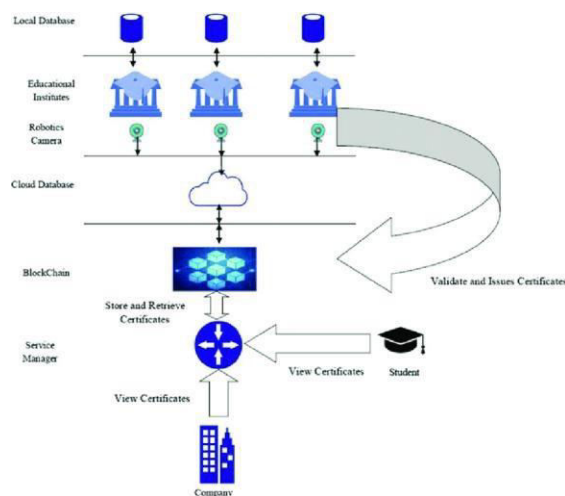 Local Database
Educational
Institutes
Robotics
Camera
Cloud Database
BlockChain
Validate and Issues Certificates
Store and Retrieve
Certificates
Service
Manager
View Certificates
Student
View Certificates
Company